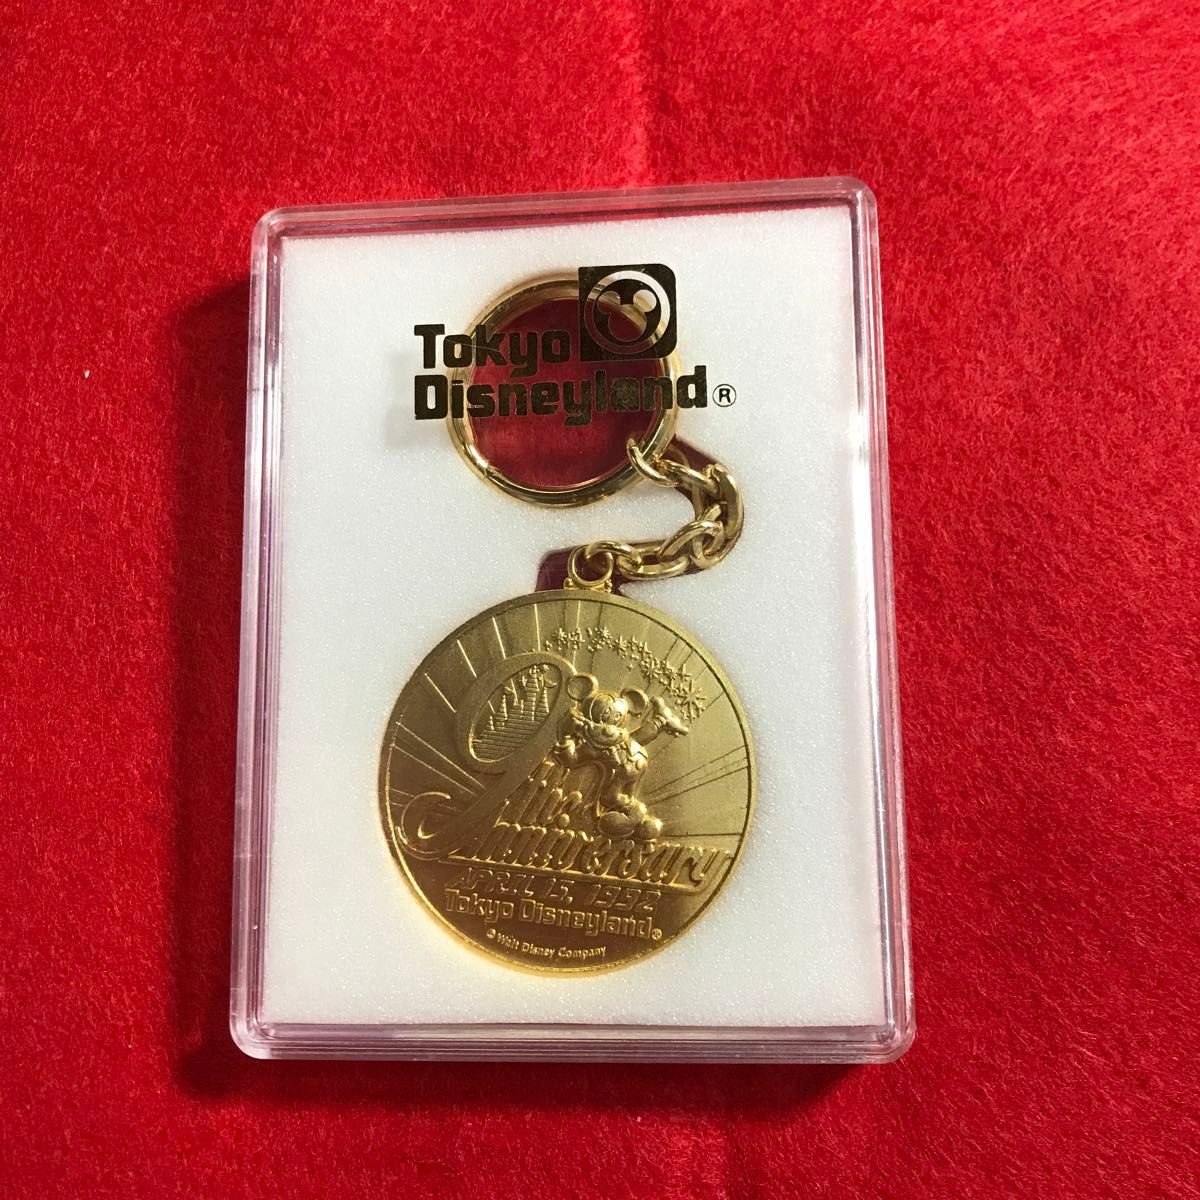 Tokyo
Disneyland®
9th
Anniversary
APRIL 15, 1992
Tokyo Disneyland®
© Walt Disney Company